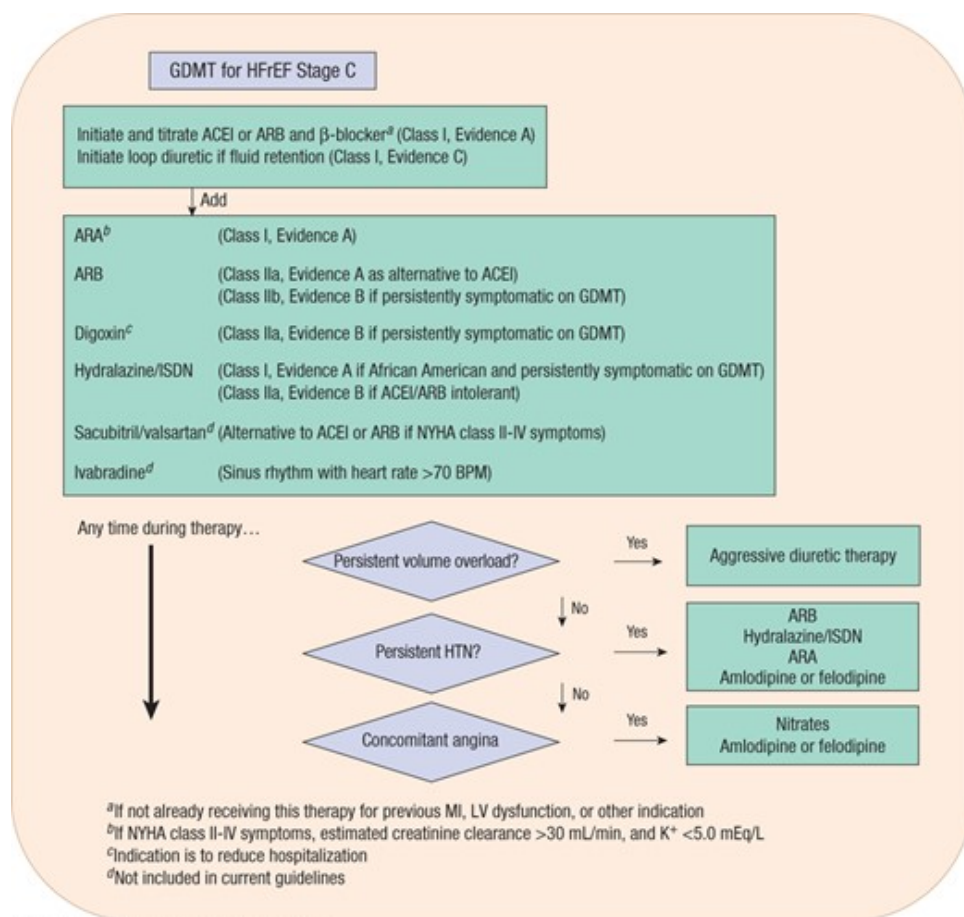 GDMT for HFrEF Stage C
Initiate and titrate ACEI or ARB and β-blockerᵃ (Class I, Evidence A)
Initiate loop diuretic if fluid retention (Class I, Evidence C)
Add
ARAᵇ (Class I, Evidence A)
ARB (Class IIa, Evidence A as alternative to ACEI)
(Class IIb, Evidence B if persistently symptomatic on GDMT)
Digoxinᶜ (Class IIa, Evidence B if persistently symptomatic on GDMT)
Hydralazine/ISDN (Class I, Evidence A if African American and persistently symptomatic on GDMT)
(Class IIa, Evidence B if ACEI/ARB intolerant)
Sacubitril/valsartanᵈ (Alternative to ACEI or ARB if NYHA class II-IV symptoms)
Ivabradineᵈ (Sinus rhythm with heart rate >70 BPM)
Any time during therapy…
Persistent volume overload?
Yes
Aggressive diuretic therapy
No
Persistent HTN?
Yes
ARB
Hydralazine/ISDN
ARA
Amlodipine or felodipine
No
Concomitant angina
Yes
Nitrates
Amlodipine or felodipine
ᵃIf not already receiving this therapy for previous MI, LV dysfunction, or other indication
ᵇIf NYHA class II-IV symptoms, estimated creatinine clearance >30 mL/min, and K⁺ <5.0 mEq/L
ᶜIndication is to reduce hospitalization
ᵈNot included in current guidelines